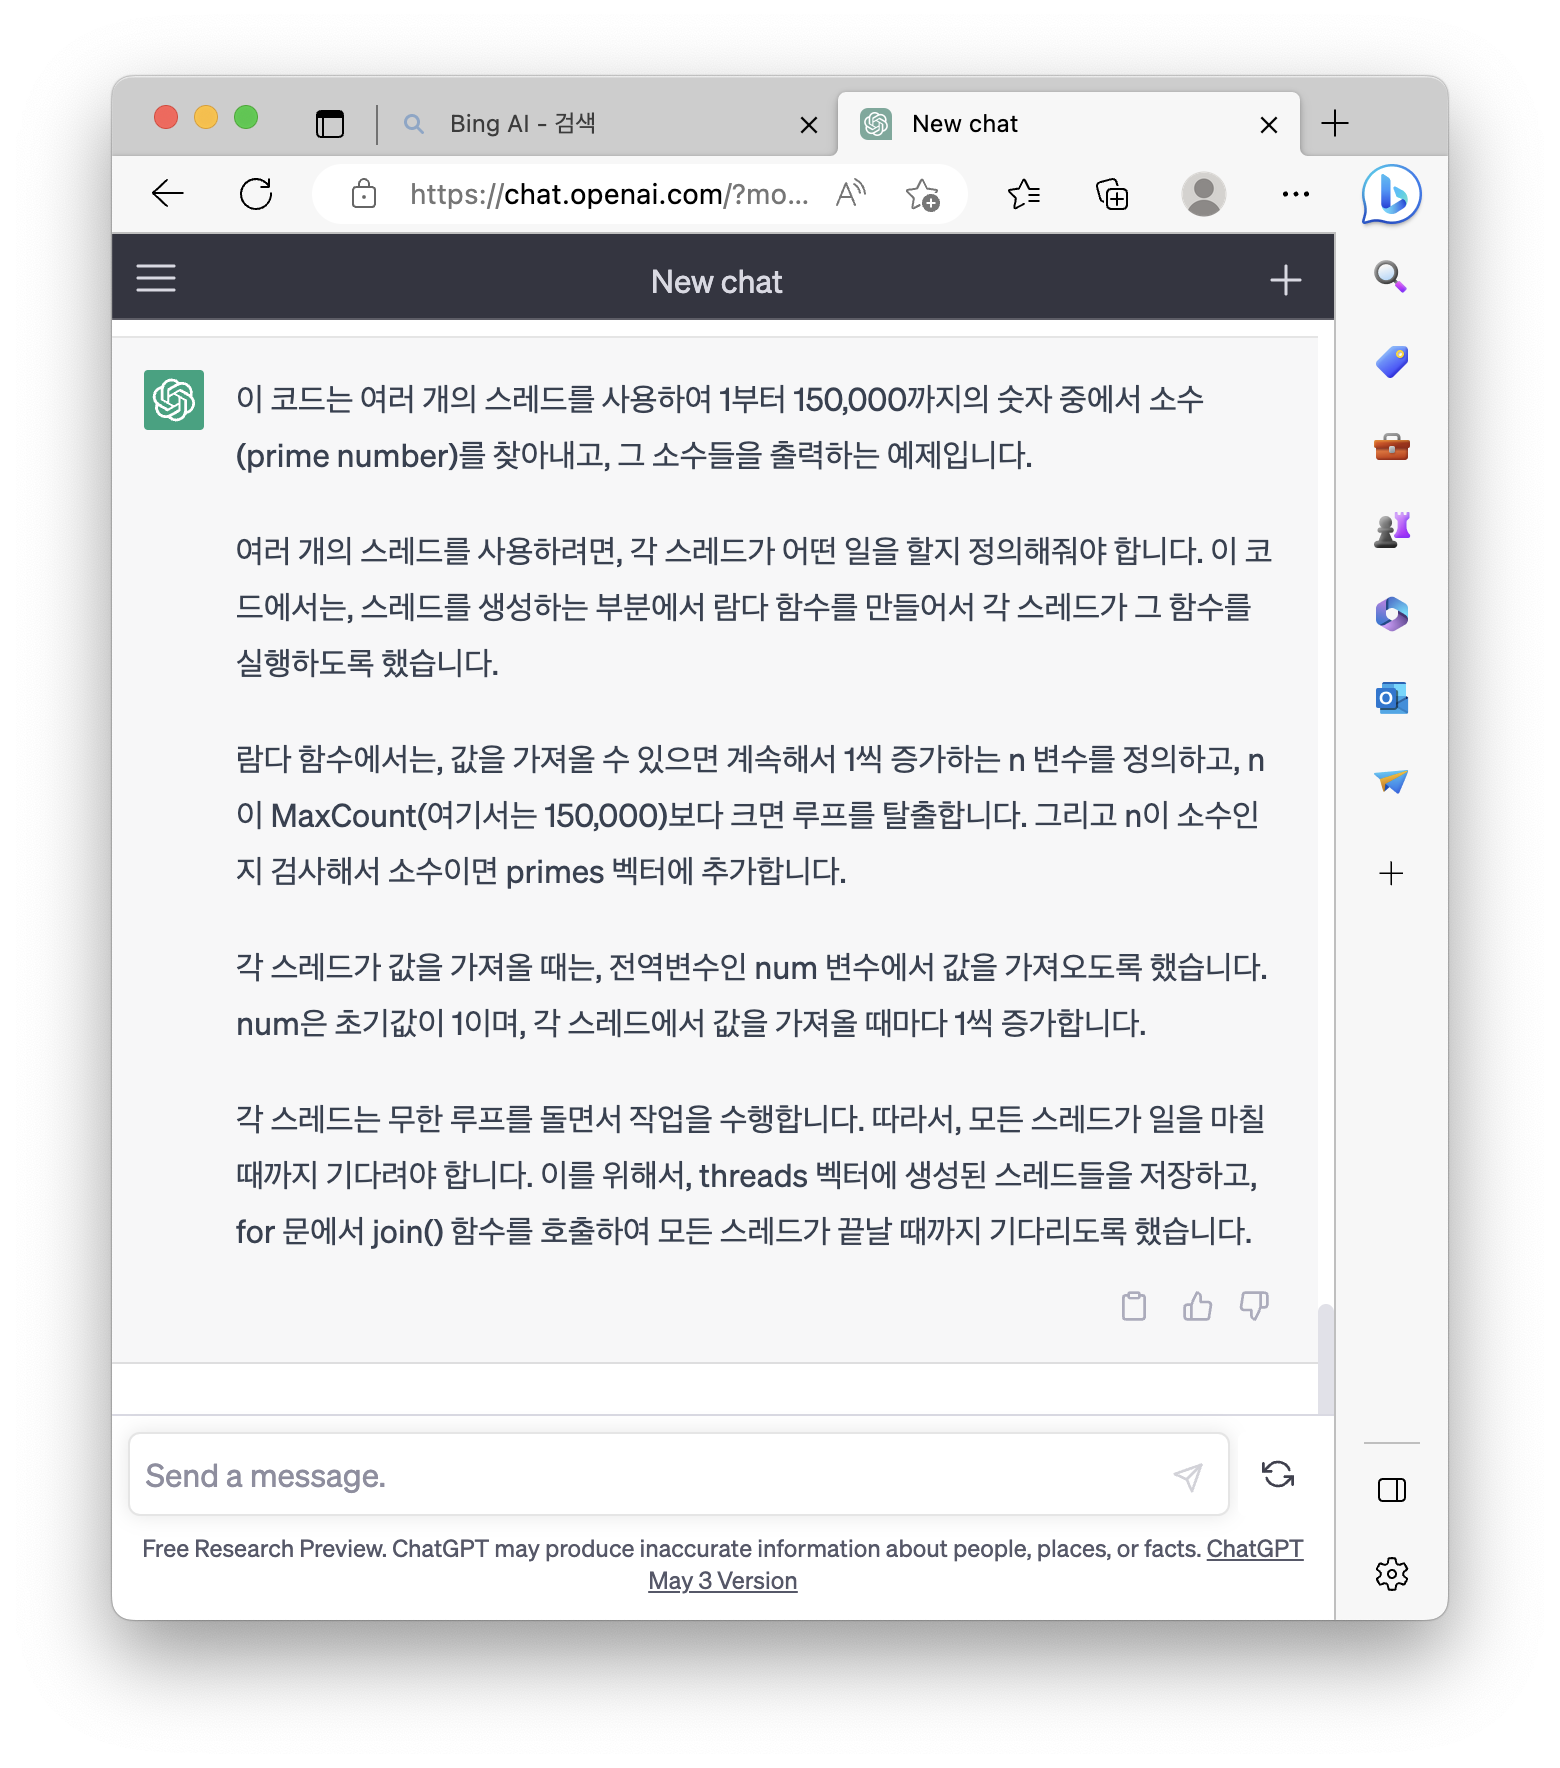 Bing AI - 검색
New chat
https://chat.openai.com/?mo...
New chat
이 코드는 여러 개의 스레드를 사용하여 1부터 150,000까지의 숫자 중에서 소수
(prime number)를 찾아내고, 그 소수들을 출력하는 예제입니다.
여러 개의 스레드를 사용하려면, 각 스레드가 어떤 일을 할지 정의해줘야 합니다. 이 코
드에서는, 스레드를 생성하는 부분에서 람다 함수를 만들어서 각 스레드가 그 함수를
실행하도록 했습니다.
람다 함수에서는, 값을 가져올 수 있으면 계속해서 1씩 증가하는 n 변수를 정의하고, n
이 MaxCount(여기서는 150,000)보다 크면 루프를 탈출합니다. 그리고 n이 소수인
지 검사해서 소수이면 primes 벡터에 추가합니다.
각 스레드가 값을 가져올 때는, 전역변수인 num 변수에서 값을 가져오도록 했습니다.
num은 초기값이 1이며, 각 스레드에서 값을 가져올 때마다 1씩 증가합니다.
각 스레드는 무한 루프를 돌면서 작업을 수행합니다. 따라서, 모든 스레드가 일을 마칠
때까지 기다려야 합니다. 이를 위해서, threads 벡터에 생성된 스레드들을 저장하고,
for 문에서 join() 함수를 호출하여 모든 스레드가 끝날 때까지 기다리도록 했습니다.
Send a message.
Free Research Preview. ChatGPT may produce inaccurate information about people, places, or facts. ChatGPT
May 3 Version